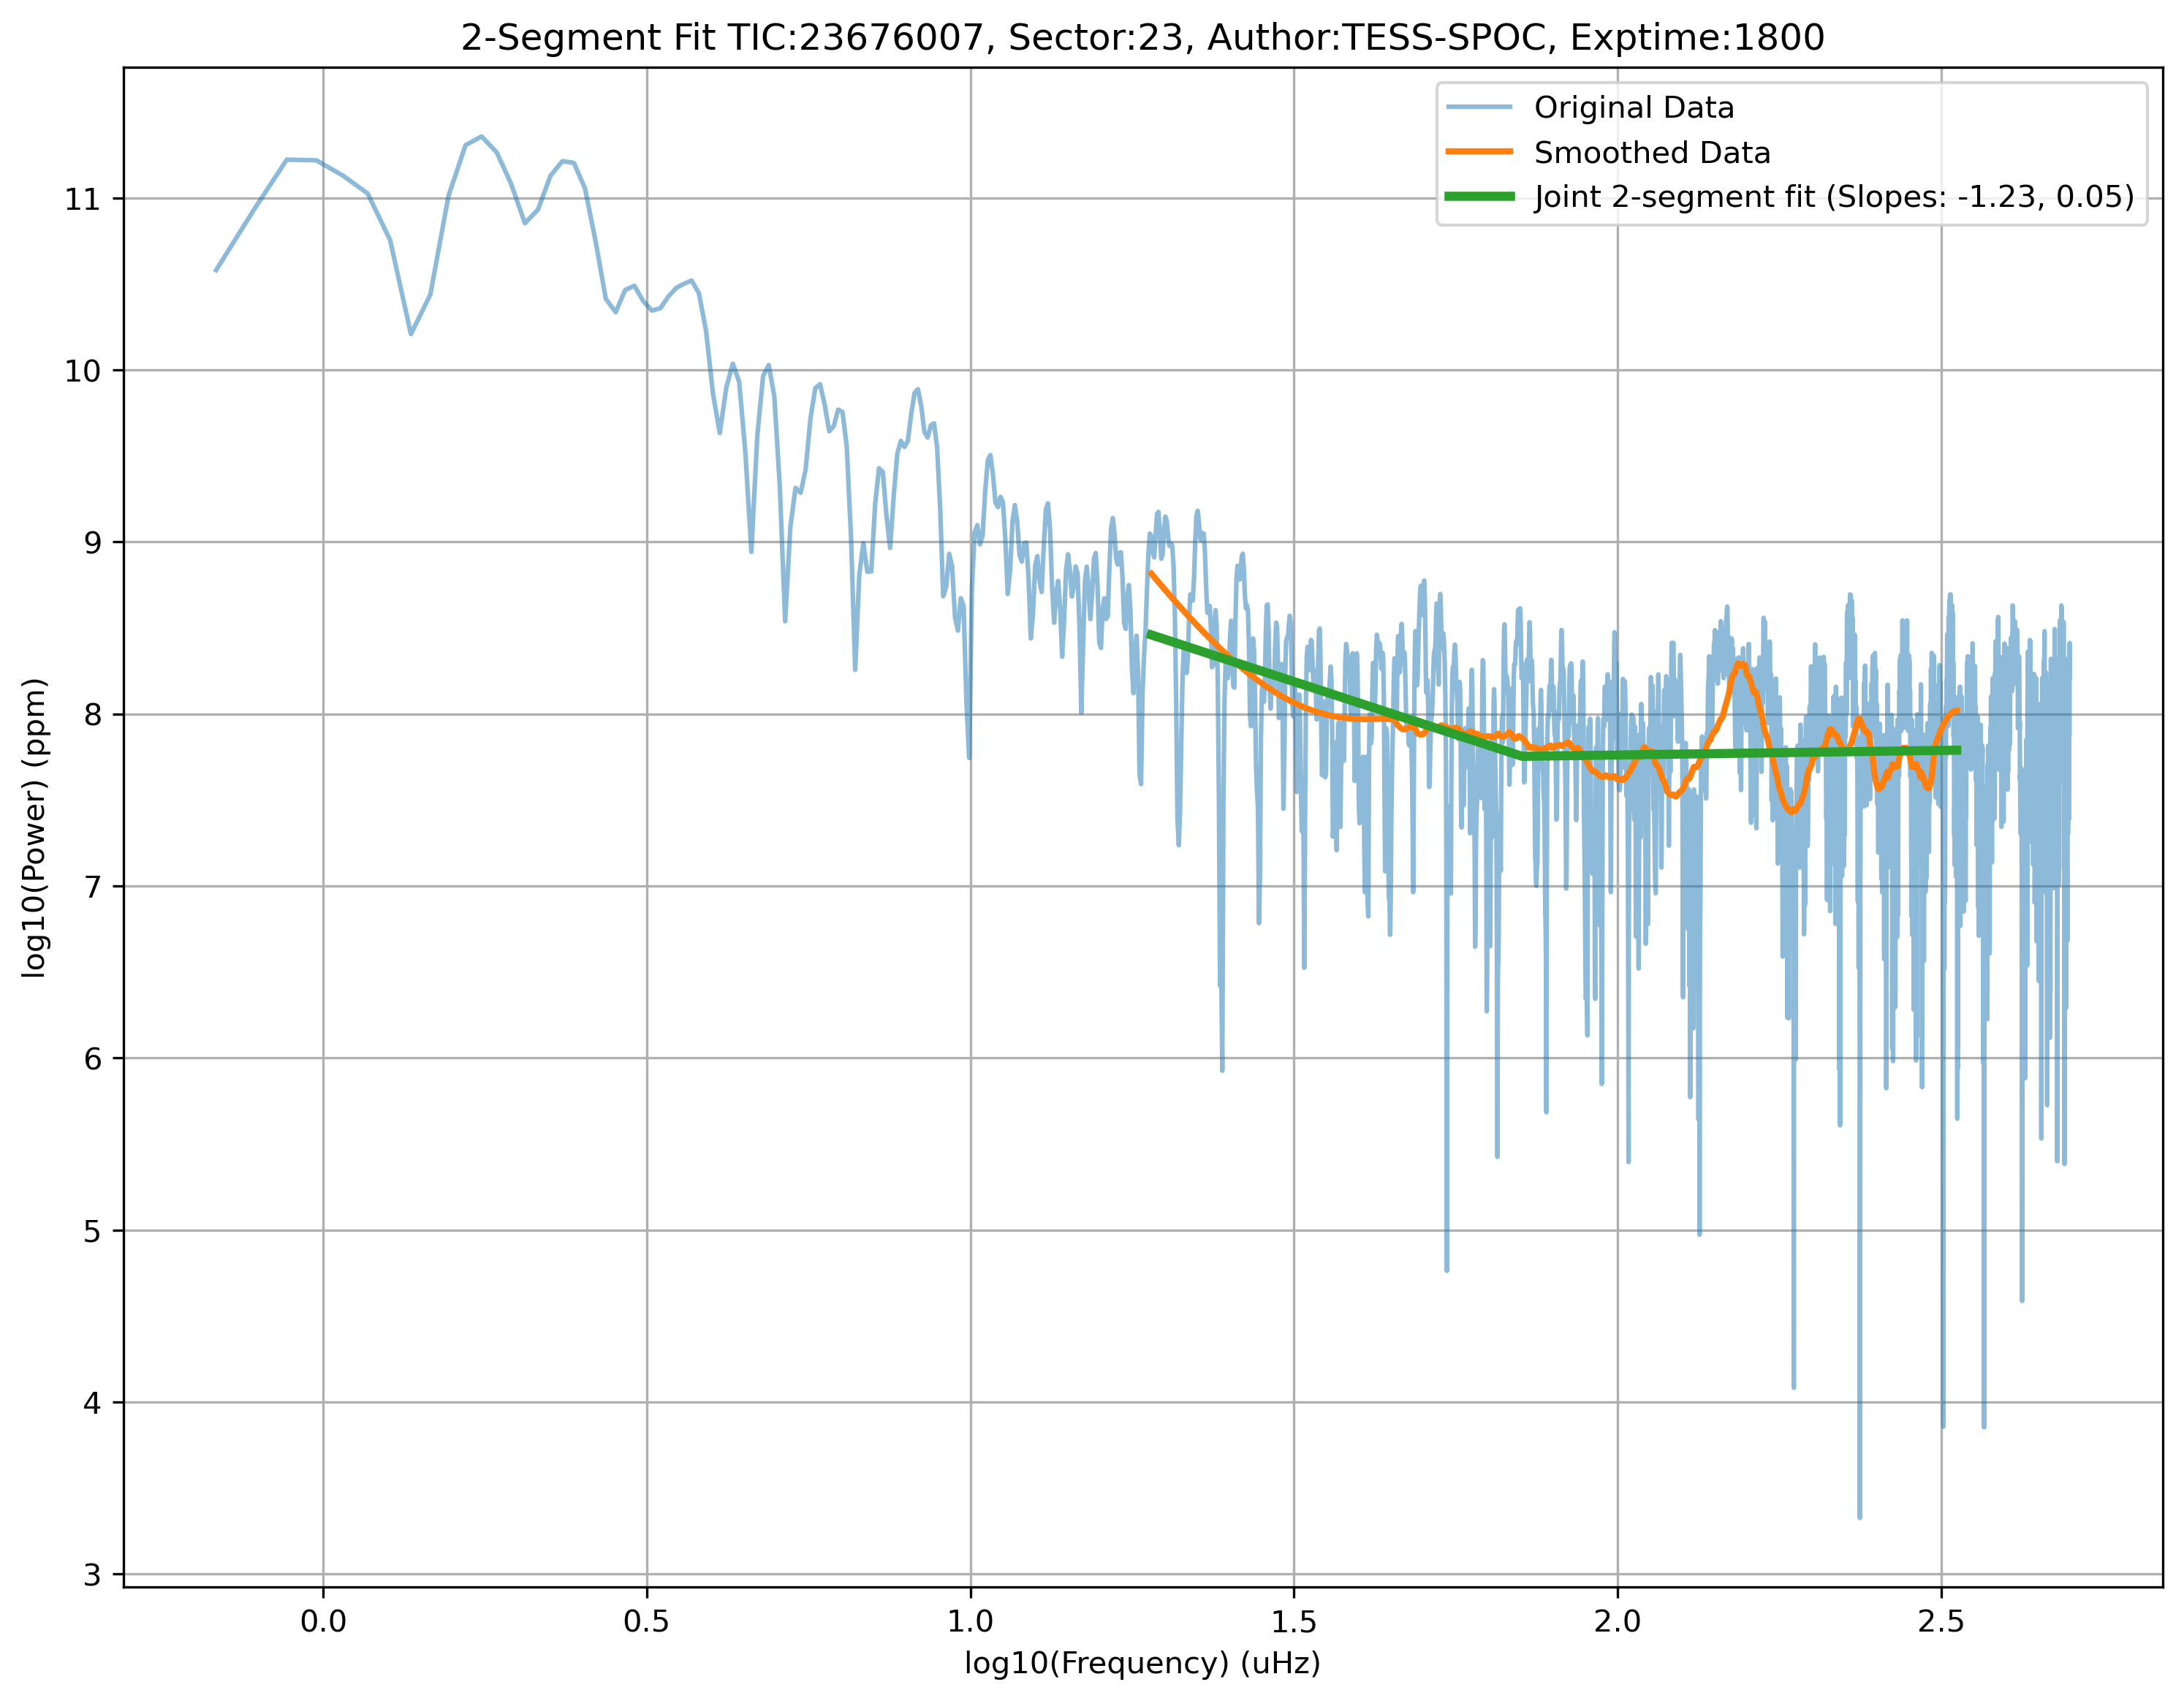 2-Segment Fit TIC:23676007, Sector:23, Author:TESS-SPOC, Exptime:1800
Original Data
Smoothed Data
Joint 2-segment fit (Slopes: -1.23, 0.05)
log10(Power) (ppm)
11
10
9
8
7
6
5
4
3
0.0 0.5 1.0 1.5 2.0 2.5
log10(Frequency) (uHz)